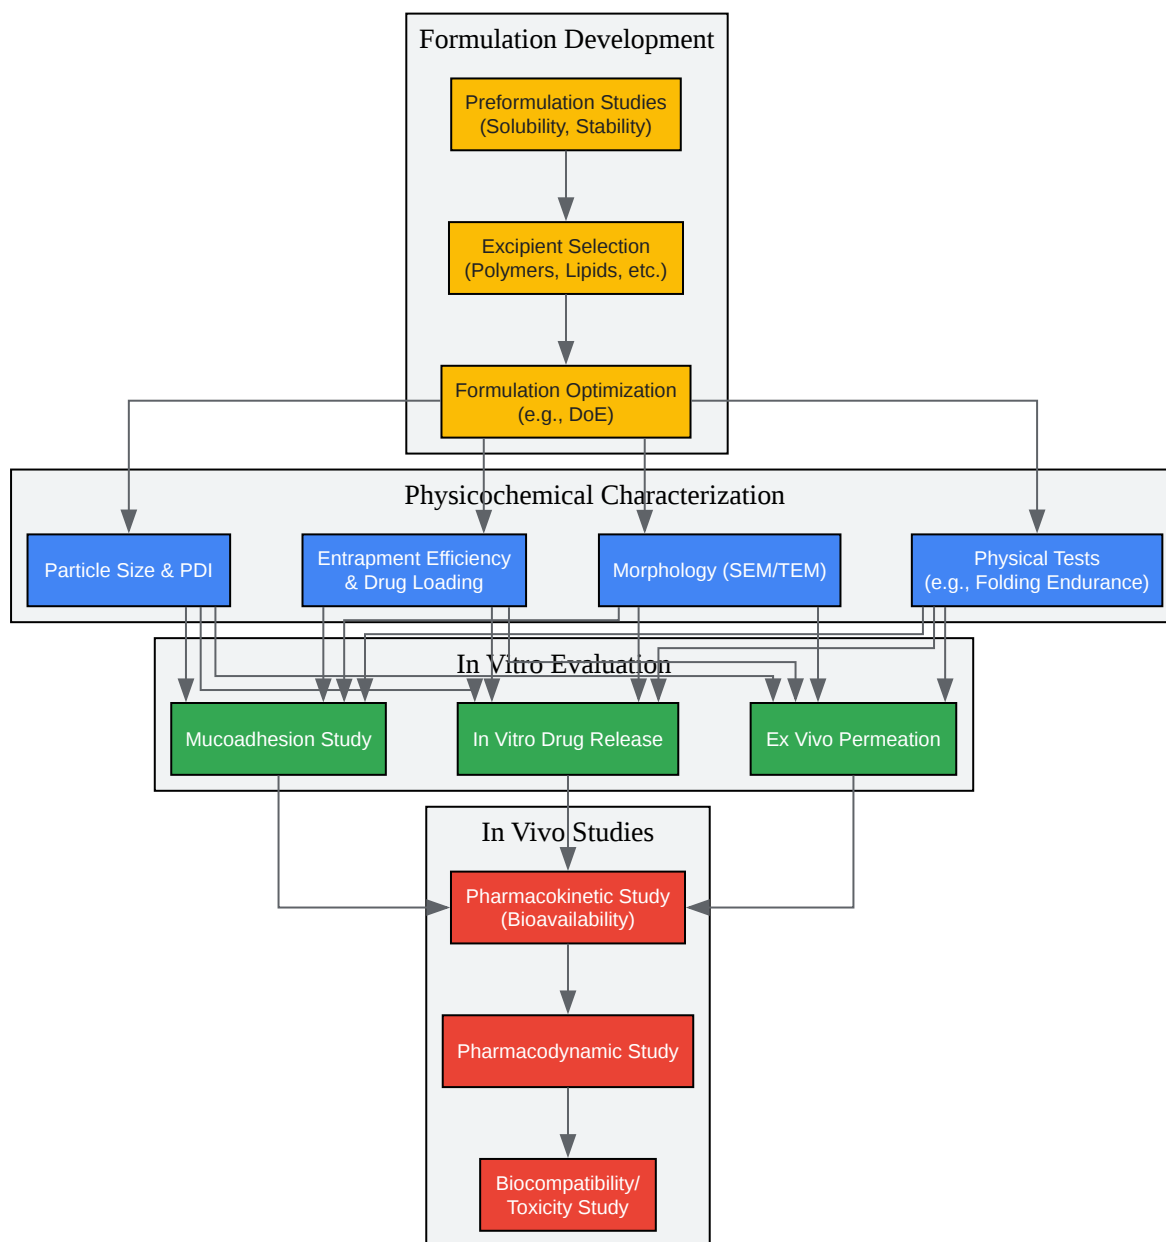 Formulation Development
Preformulation Studies
(Solubility, Stability)
Excipient Selection
(Polymers, Lipids, etc.)
Formulation Optimization
(e.g., DoE)
Physicochemical Characterization
Particle Size & PDI
Entrapment Efficiency
& Drug Loading
Morphology (SEM/TEM)
Physical Tests
(e.g., Folding Endurance)
In Vitro Evaluation
Mucoadhesion Study
In Vitro Drug Release
Ex Vivo Permeation
In Vivo Studies
Pharmacokinetic Study
(Bioavailability)
Pharmacodynamic Study
Biocompatibility/
Toxicity Study